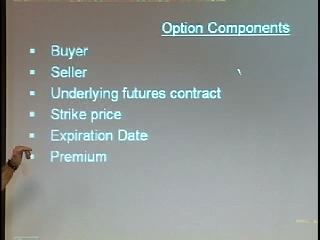 Option Components
▪ Buyer
▪ Seller
▪ Underlying futures contract
▪ Strike price
▪ Expiration Date
▪ Premium